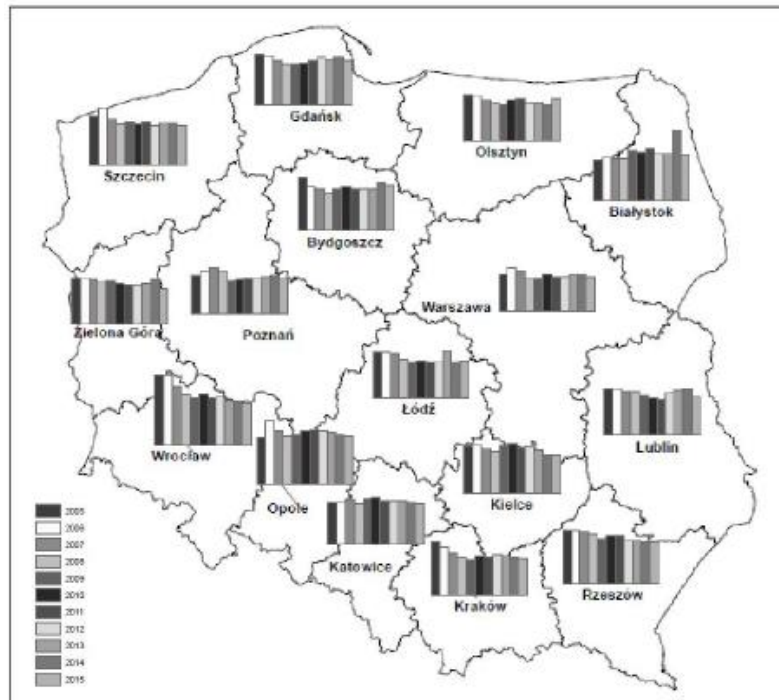 Gdańsk
Olsztyn
Szczecin
Białystok
Bydgoszcz
Warszawa
Zielona Góra
Poznań
Łódź
Lublin
Wrocław
Opole
Kielce
Katowice
Kraków
Rzeszów
2005
2006
2007
2008
2009
2010
2011
2012
2013
2014
2015